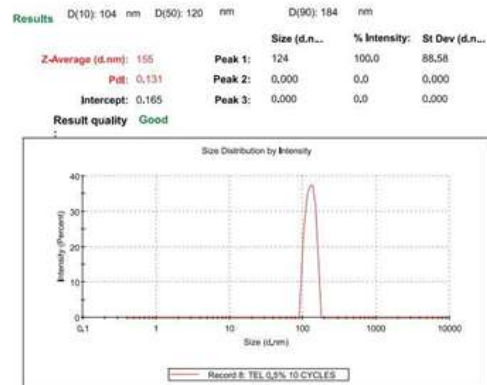 Results D(10): 104 nm D(50): 120 nm D(90): 184 nm
Size (d.n... % Intensity: St Dev (d.n...
Z-Average (d.nm): 155 Peak 1: 124 100.0 88.58
PdI: 0.131 Peak 2: 0.000 0.0 0.000
Intercept: 0.165 Peak 3: 0.000 0.0 0.000
Result quality Good
:
Size Distribution by Intensity
Intensity (Percent)
40
30
20
10
0
0.1 1 10 100 1000 10000
Size (d.nm)
Record 8: TEL 0,5% 10 CYCLES